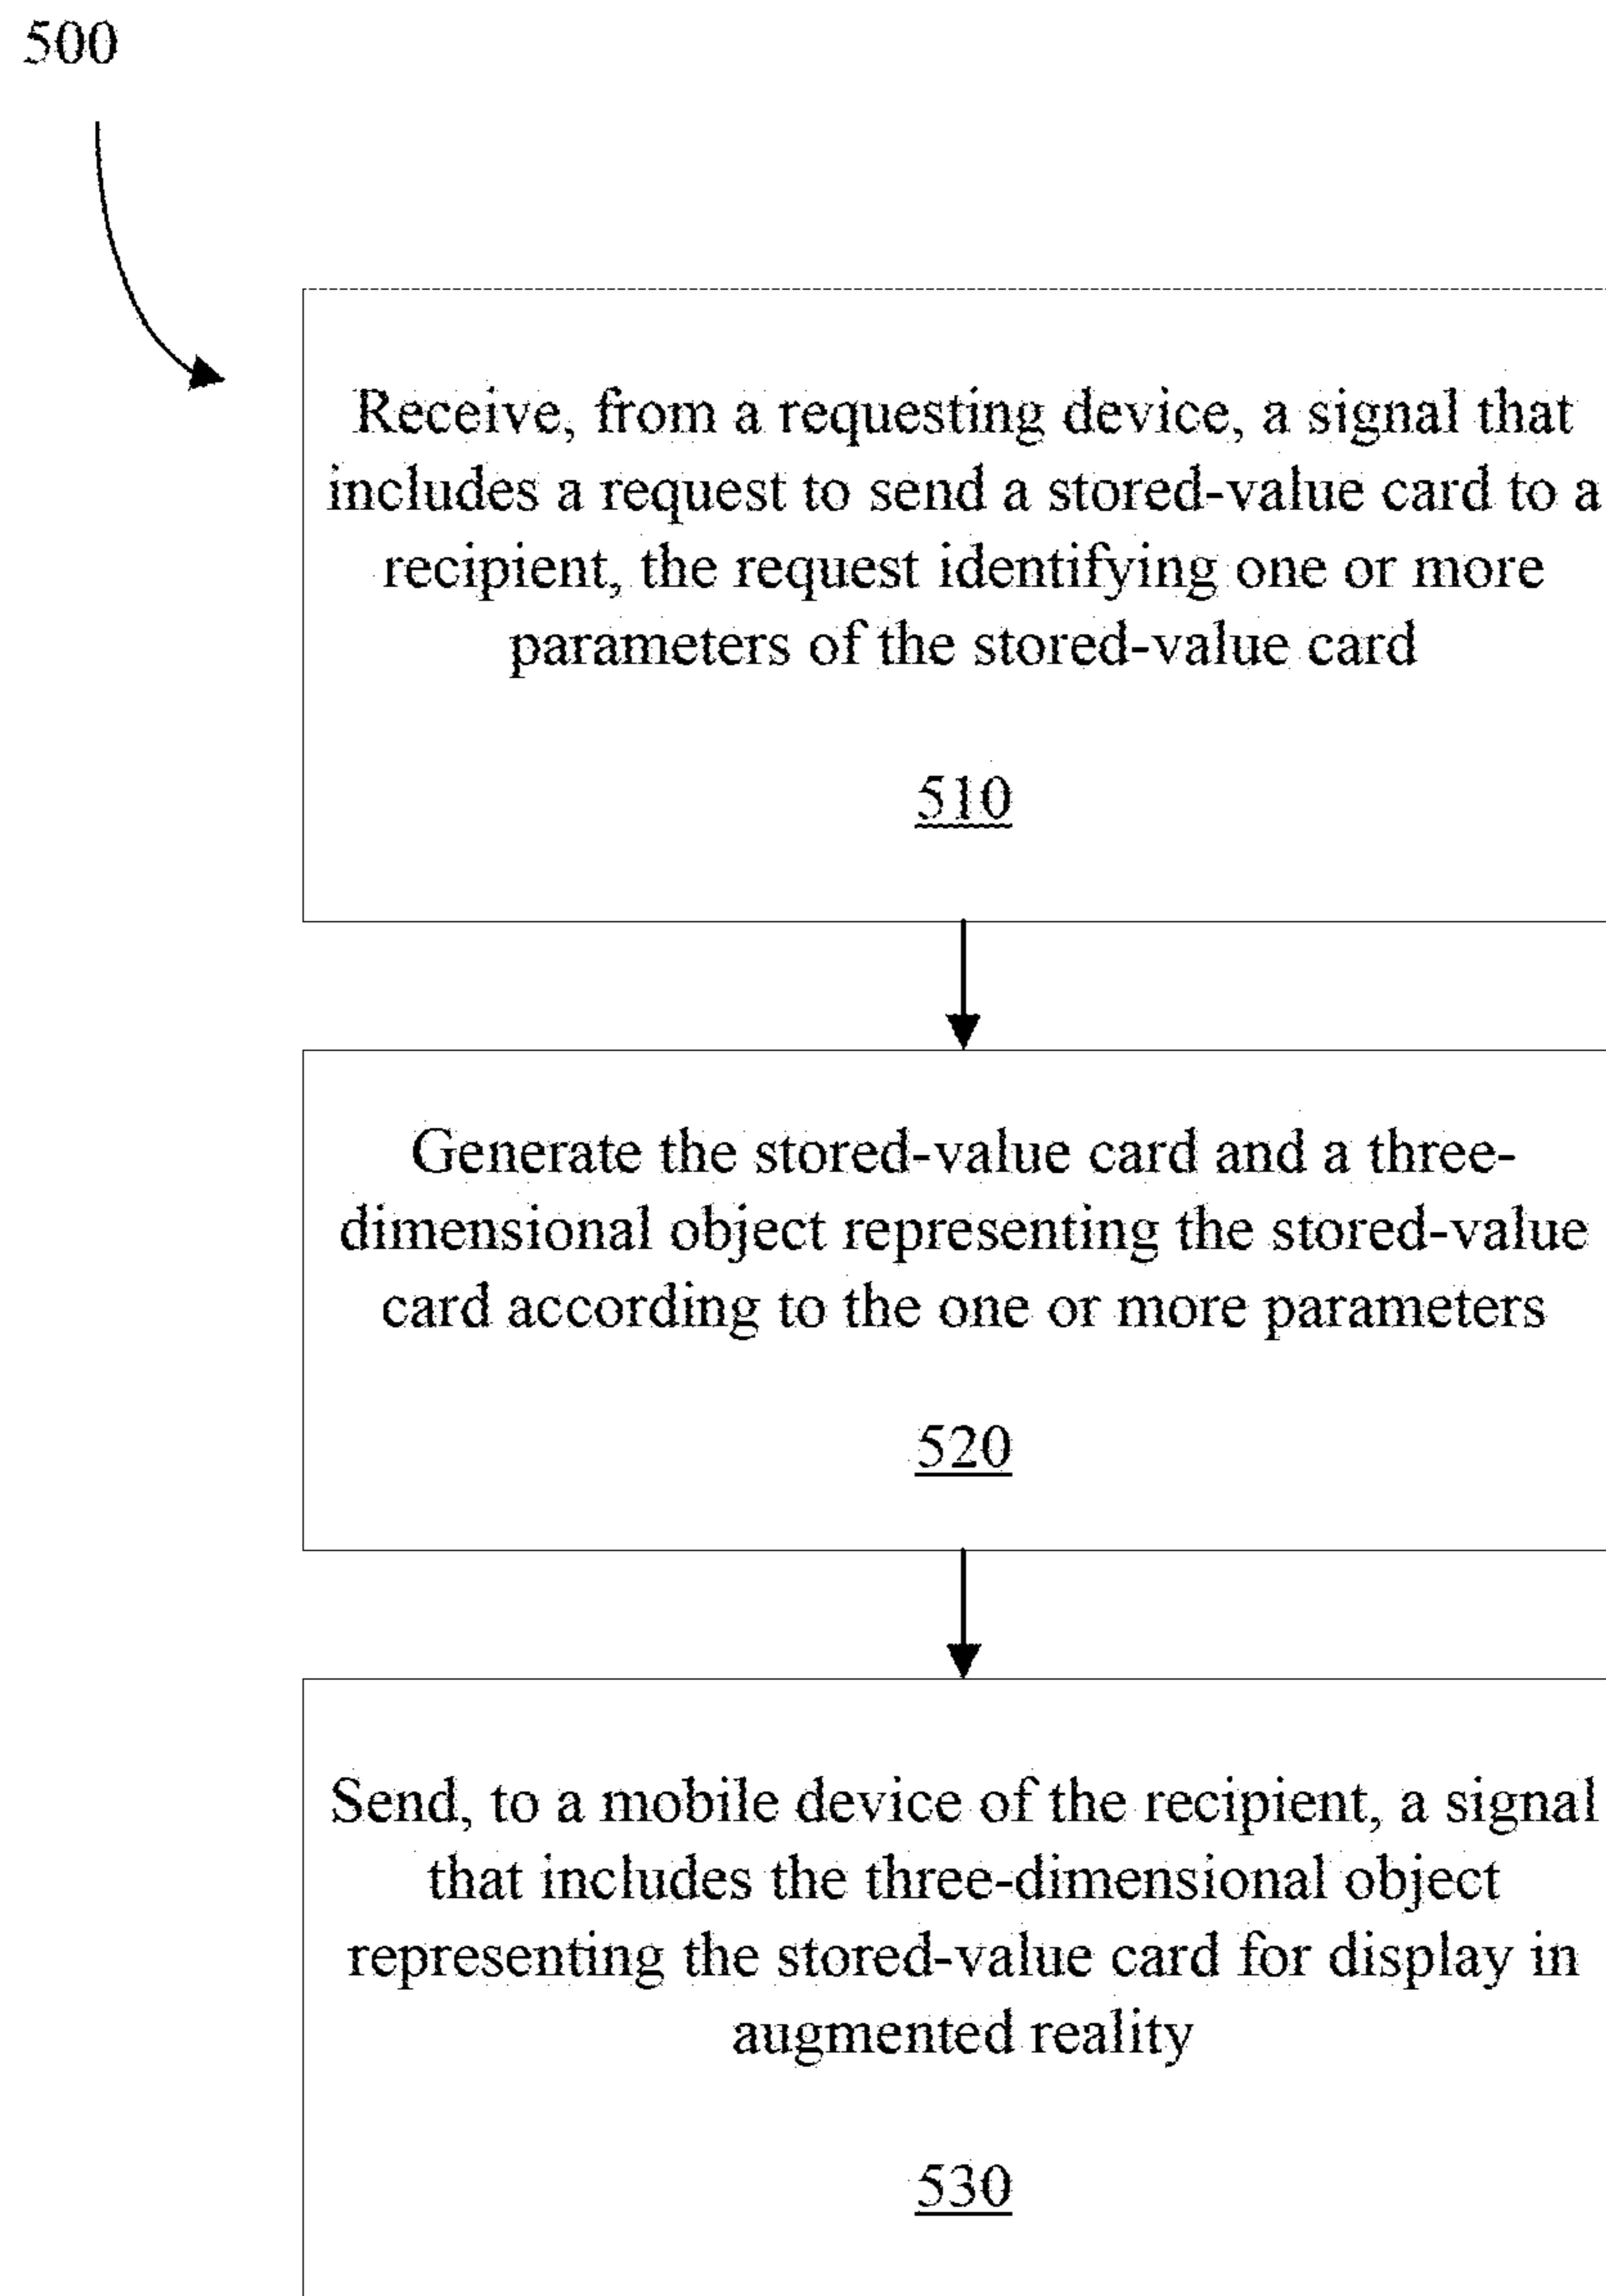 500
Receive, from a requesting device, a signal that
includes a request to send a stored-value card to a
recipient, the request identifying one or more
parameters of the stored-value card
510
Generate the stored-value card and a three-
dimensional object representing the stored-value
card according to the one or more parameters
520
Send, to a mobile device of the recipient, a signal
that includes the three-dimensional object
representing the stored-value card for display in
augmented reality
530